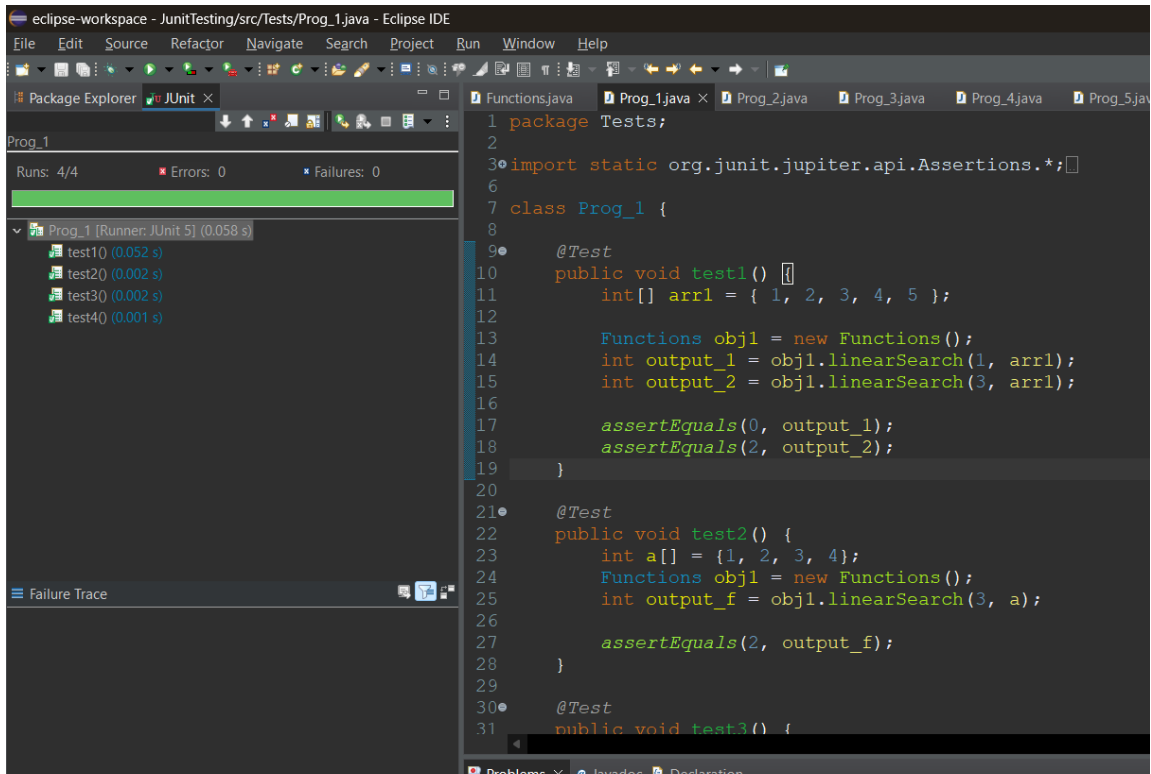 eclipse-workspace - JunitTesting/src/Tests/Prog_1.java - Eclipse IDE
File Edit Source Refactor Navigate Search Project Run Window Help
Package Explorer JUnit
Prog_1
Runs: 4/4 Errors: 0 Failures: 0
Prog_1 [Runner: JUnit 5] (0.058 s)
test1() (0.052 s)
test2() (0.002 s)
test3() (0.002 s)
test4() (0.001 s)
Failure Trace
Functions.java Prog_1.java Prog_2.java Prog_3.java Prog_4.java Prog_5.jav
1 package Tests;
2
3 import static org.junit.jupiter.api.Assertions.*;
6
7 class Prog_1 {
8
9 @Test
10 public void test1() {
11 int[] arr1 = { 1, 2, 3, 4, 5 };
12
13 Functions obj1 = new Functions();
14 int output_1 = obj1.linearSearch(1, arr1);
15 int output_2 = obj1.linearSearch(3, arr1);
16
17 assertEquals(0, output_1);
18 assertEquals(2, output_2);
19 }
20
21 @Test
22 public void test2() {
23 int a[] = {1, 2, 3, 4};
24 Functions obj1 = new Functions();
25 int output_f = obj1.linearSearch(3, a);
26
27 assertEquals(2, output_f);
28 }
29
30 @Test
31 public void test3() {
Problems Javadoc Declaration